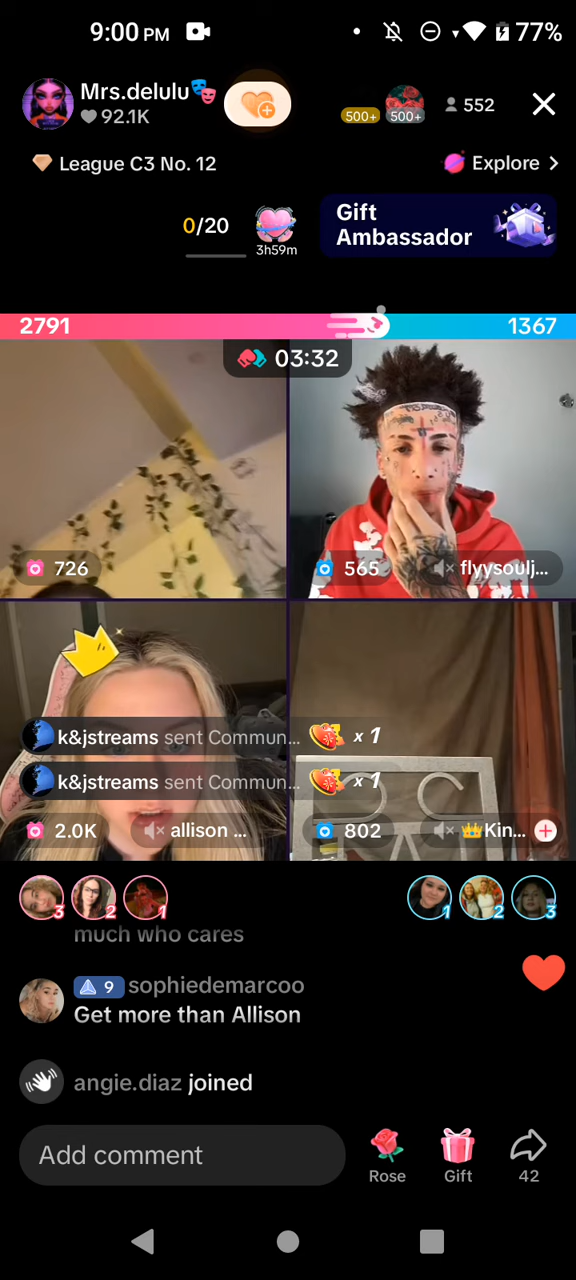 9:00 PM
77%
Mrs.delulu🎭
92.1K
500+
500+
552
League C3 No. 12
Explore >
0/20
3h59m
Gift
Ambassador
2791
1367
03:32
726
565
flyysoulj...
k&jstreams sent Commun... x 1
k&jstreams sent Commun... x 1
2.0K
allison ...
802
👑Kin...
3
2
1
1
2
3
much who cares
9 sophiedemarcoo
Get more than Allison
angie.diaz joined
Add comment
Rose
Gift
42